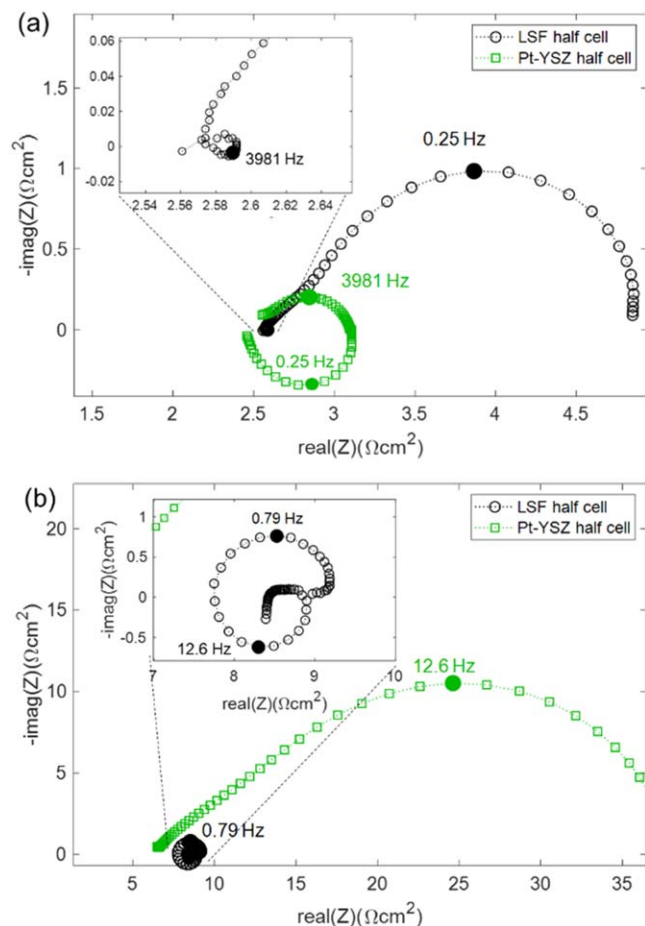 (a)
LSF half cell
Pt-YSZ half cell
-imag(Z)(Ωcm²)
1.5
1
0.5
0
0.06
0.04
0.02
0
-0.02
3981 Hz
2.54 2.56 2.58 2.6 2.62 2.64
0.25 Hz
3981 Hz
0.25 Hz
1.5 2 2.5 3 3.5 4 4.5
real(Z)(Ωcm²)
(b)
LSF half cell
Pt-YSZ half cell
-imag(Z)(Ωcm²)
20
15
10
5
0
-imag(Z)(Ωcm²)
1
0.5
0
-0.5
0.79 Hz
12.6 Hz
7 8 9 10
real(Z)(Ωcm²)
12.6 Hz
0.79 Hz
5 10 15 20 25 30 35
real(Z)(Ωcm²)